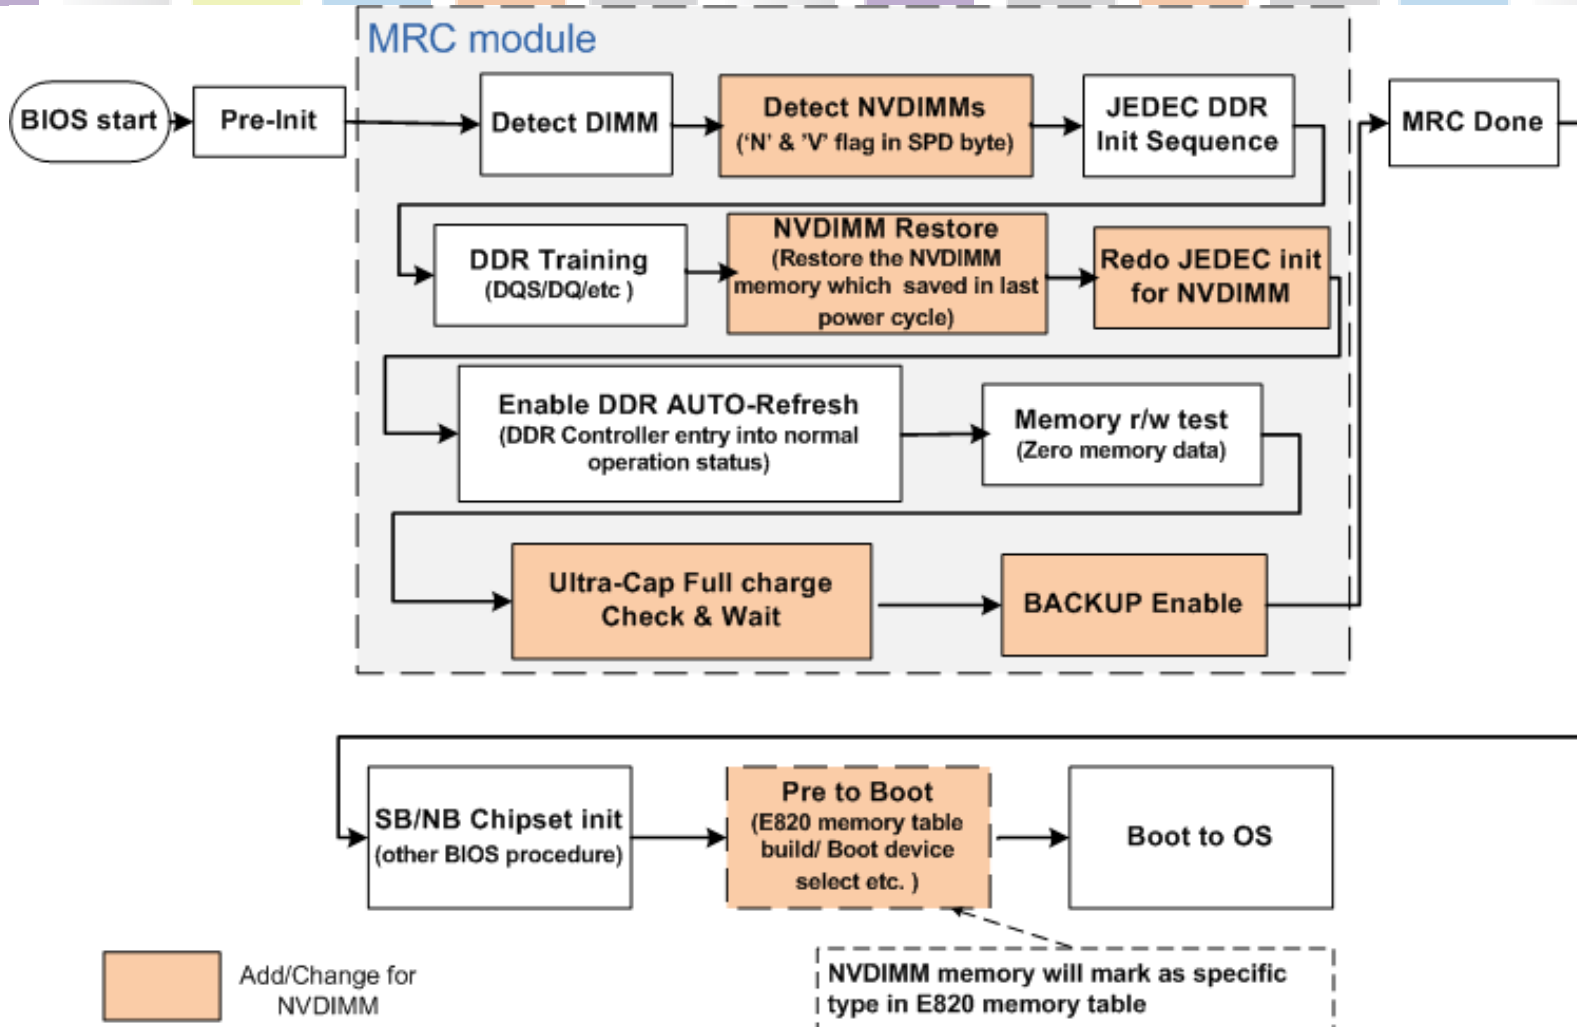 MRC module
BIOS start
Pre-Init
Detect DIMM
Detect NVDIMMs
(‘N’ & ’V’ flag in SPD byte)
JEDEC DDR
Init Sequence
MRC Done
DDR Training
(DQS/DQ/etc )
NVDIMM Restore
(Restore the NVDIMM
memory which saved in last
power cycle)
Redo JEDEC init
for NVDIMM
Enable DDR AUTO-Refresh
(DDR Controller entry into normal
operation status)
Memory r/w test
(Zero memory data)
Ultra-Cap Full charge
Check & Wait
BACKUP Enable
SB/NB Chipset init
(other BIOS procedure)
Pre to Boot
(E820 memory table
build/ Boot device
select etc. )
Boot to OS
Add/Change for
NVDIMM
NVDIMM memory will mark as specific
type in E820 memory table